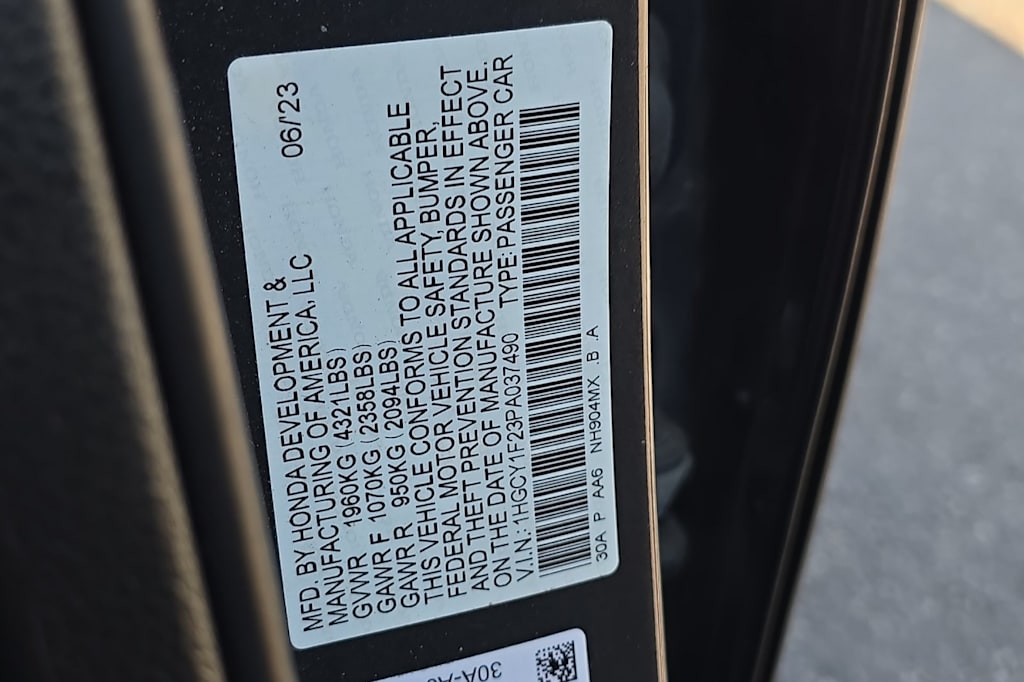 MFD. BY HONDA DEVELOPMENT &
MANUFACTURING OF AMERICA, LLC 06/'23
GVWR 1960KG (4321LBS)
GAWR F 1070KG (2358LBS)
GAWR R 950KG (2094LBS)
THIS VEHICLE CONFORMS TO ALL APPLICABLE
FEDERAL MOTOR VEHICLE SAFETY, BUMPER,
AND THEFT PREVENTION STANDARDS IN EFFECT
ON THE DATE OF MANUFACTURE SHOWN ABOVE.
V.I.N.: 1HGCY1F23PA037490 TYPE: PASSENGER CAR
30A P AA6 NH904MX .B .A